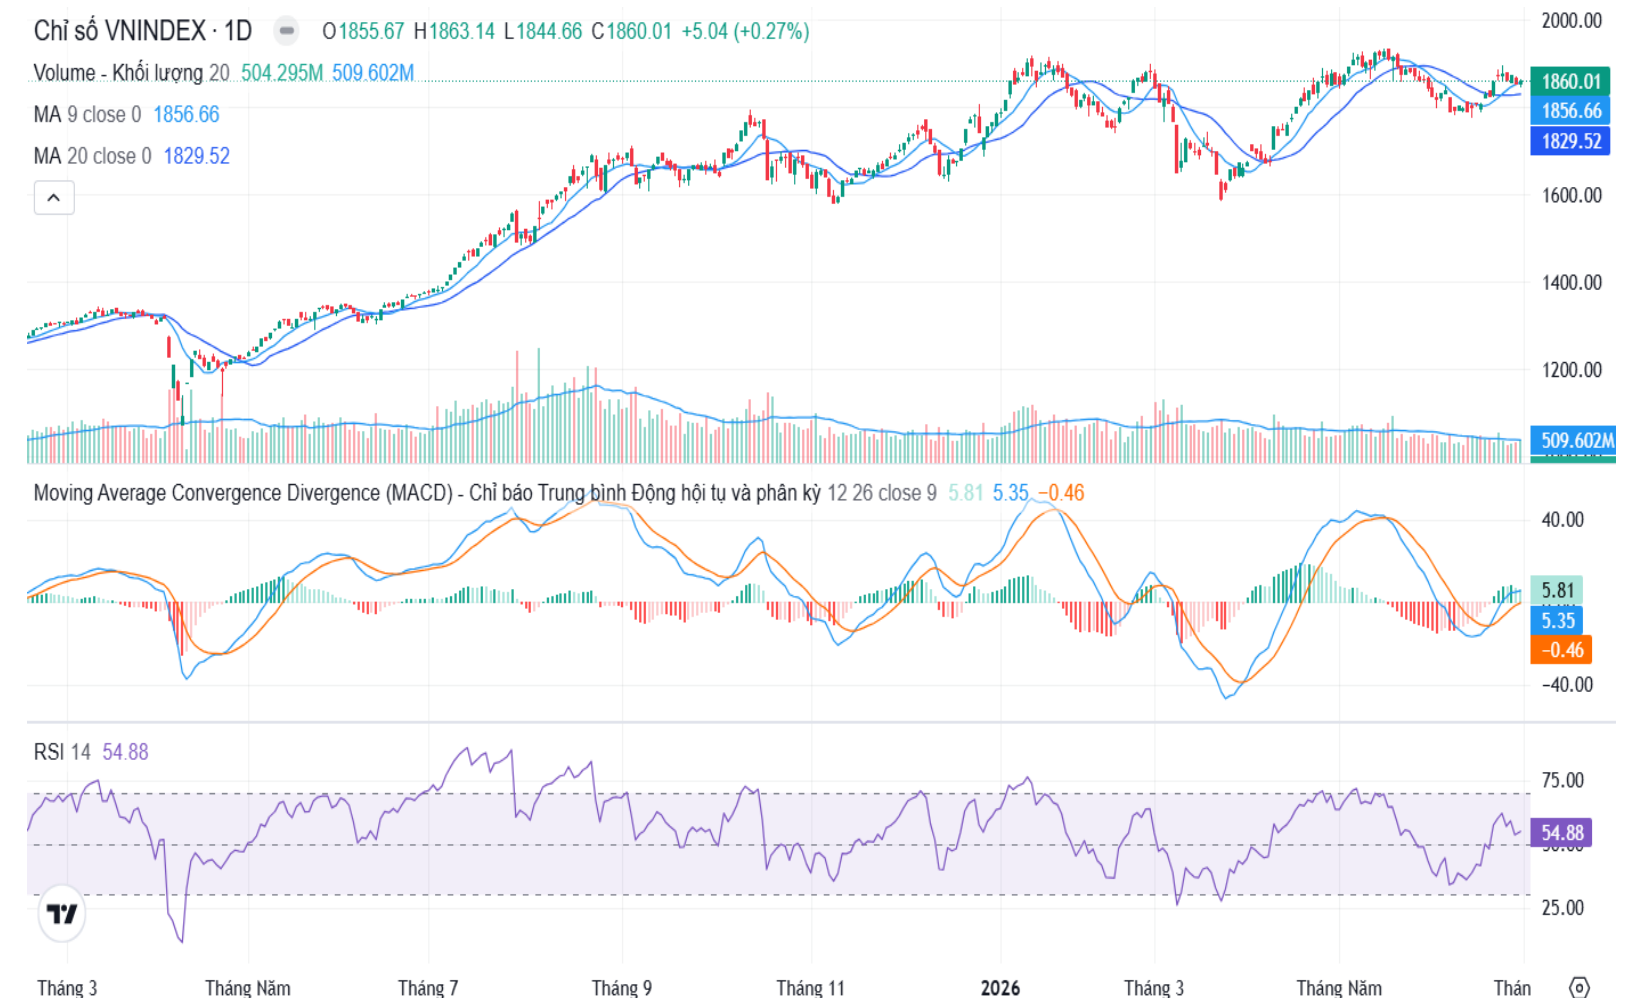 Chỉ số VNINDEX · 1D O1855.67 H1863.14 L1844.66 C1860.01 +5.04 (+0.27%)
Volume - Khối lượng 20 504.295M 509.602M
MA 9 close 0 1856.66
MA 20 close 0 1829.52
2000.00
1860.01
1856.66
1829.52
1600.00
1400.00
1200.00
509.602M
Moving Average Convergence Divergence (MACD) - Chỉ báo Trung bình Động hội tụ và phân kỳ 12 26 close 9 5.81 5.35 −0.46
40.00
5.81
5.35
−0.46
−40.00
RSI 14 54.88
75.00
54.88
50.00
25.00
Tháng 3 Tháng Năm Tháng 7 Tháng 9 Tháng 11 2026 Tháng 3 Tháng Năm Thán